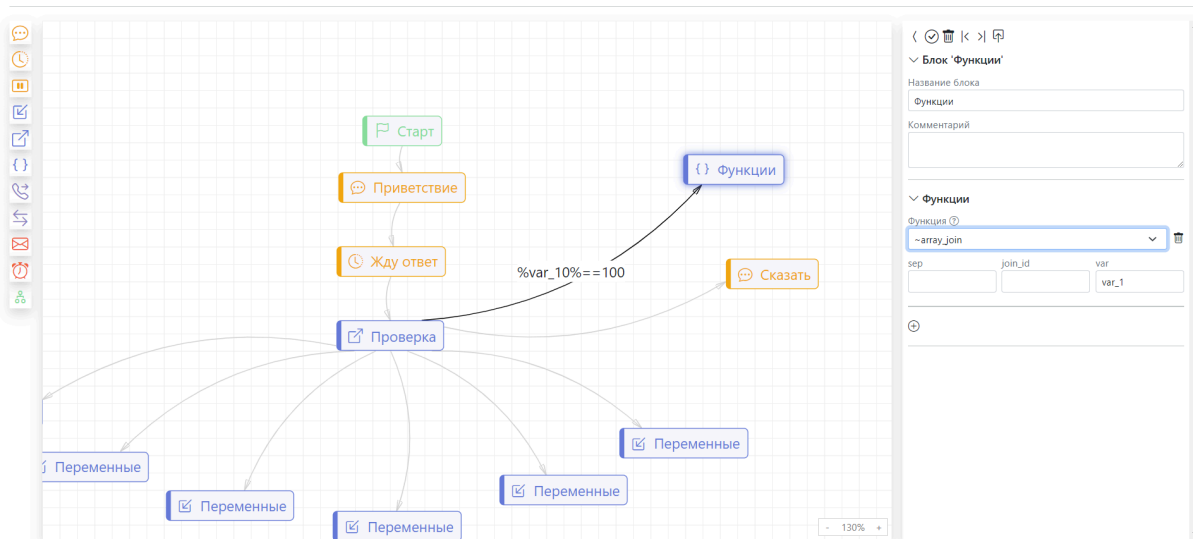 Старт
Приветствие
Жду ответ
Проверка
%var_10%==100
Функции
Сказать
Переменные
Переменные
Переменные
Переменные
Переменные
- 130% +
Блок 'Функции'
Название блока
Функции
Комментарий
Функции
Функция
~array_join
sep join_id var
var_1